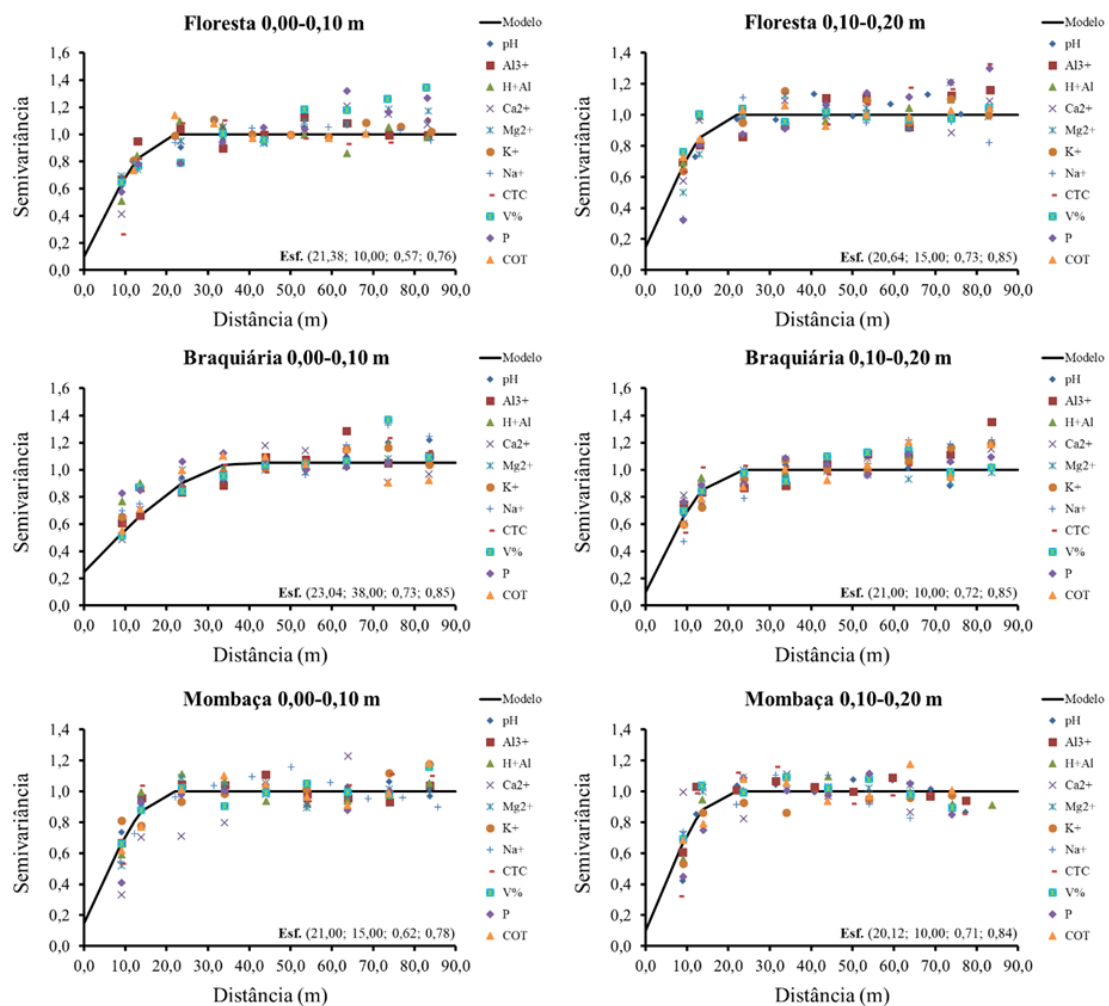 Floresta 0,00-0,10 m
Semivariância
1,6
1,4
1,2
1,0
0,8
0,6
0,4
0,2
0,0
0,0 10,0 20,0 30,0 40,0 50,0 60,0 70,0 80,0 90,0
Distância (m)
Esf. (21,38; 10,00; 0,57; 0,76)
Modelo
pH
Al3+
H+Al
Ca2+
Mg2+
K+
Na+
CTC
V%
P
COT
Floresta 0,10-0,20 m
Semivariância
1,4
1,2
1,0
0,8
0,6
0,4
0,2
0,0
0,0 10,0 20,0 30,0 40,0 50,0 60,0 70,0 80,0 90,0
Distância (m)
Esf. (20,64; 15,00; 0,73; 0,85)
Modelo
pH
Al3+
H+Al
Ca2+
Mg2+
K+
Na+
CTC
V%
P
COT
Braquiária 0,00-0,10 m
Semivariância
1,6
1,4
1,2
1,0
0,8
0,6
0,4
0,2
0,0
0,0 10,0 20,0 30,0 40,0 50,0 60,0 70,0 80,0 90,0
Distância (m)
Esf. (23,04; 38,00; 0,73; 0,85)
Modelo
pH
Al3+
H+Al
Ca2+
Mg2+
K+
Na+
CTC
V%
P
COT
Braquiária 0,10-0,20 m
Semivariância
1,6
1,4
1,2
1,0
0,8
0,6
0,4
0,2
0,0
0,0 10,0 20,0 30,0 40,0 50,0 60,0 70,0 80,0 90,0
Distância (m)
Esf. (21,00; 10,00; 0,72; 0,85)
Modelo
pH
Al3+
H+Al
Ca2+
Mg2+
K+
Na+
CTC
V%
P
COT
Mombaça 0,00-0,10 m
Semivariância
1,4
1,2
1,0
0,8
0,6
0,4
0,2
0,0
0,0 10,0 20,0 30,0 40,0 50,0 60,0 70,0 80,0 90,0
Distância (m)
Esf. (21,00; 15,00; 0,62; 0,78)
Modelo
pH
Al3+
H+Al
Ca2+
Mg2+
K+
Na+
CTC
V%
P
COT
Mombaça 0,10-0,20 m
Semivariância
1,4
1,2
1,0
0,8
0,6
0,4
0,2
0,0
0,0 10,0 20,0 30,0 40,0 50,0 60,0 70,0 80,0 90,0
Distância (m)
Esf. (20,12; 10,00; 0,71; 0,84)
Modelo
pH
Al3+
H+Al
Ca2+
Mg2+
K+
Na+
CTC
V%
P
COT